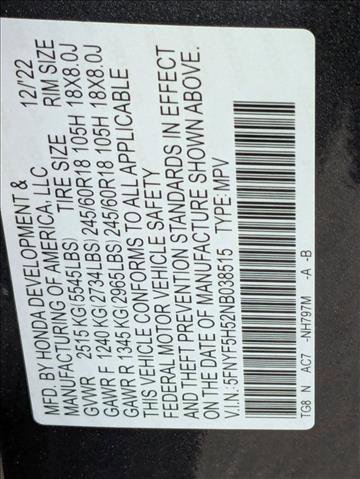 MFD. BY HONDA DEVELOPMENT & 12/'22
MANUFACTURING OF AMERICA, LLC TIRE SIZE RIM SIZE
GVWR 2515 KG(5545LBS)
GAWR F 1240 KG(2734LBS) 245/60R18 105H 18X8.0J
GAWR R 1345 KG(2965LBS) 245/60R18 105H 18X8.0J
THIS VEHICLE CONFORMS TO ALL APPLICABLE
FEDERAL MOTOR VEHICLE SAFETY
AND THEFT PREVENTION STANDARDS IN EFFECT
ON THE DATE OF MANUFACTURE SHOWN ABOVE.
V.I.N.: 5FNYF5H52NB038515 TYPE: MPV
TG8 N AC7 -NH797M -A -B